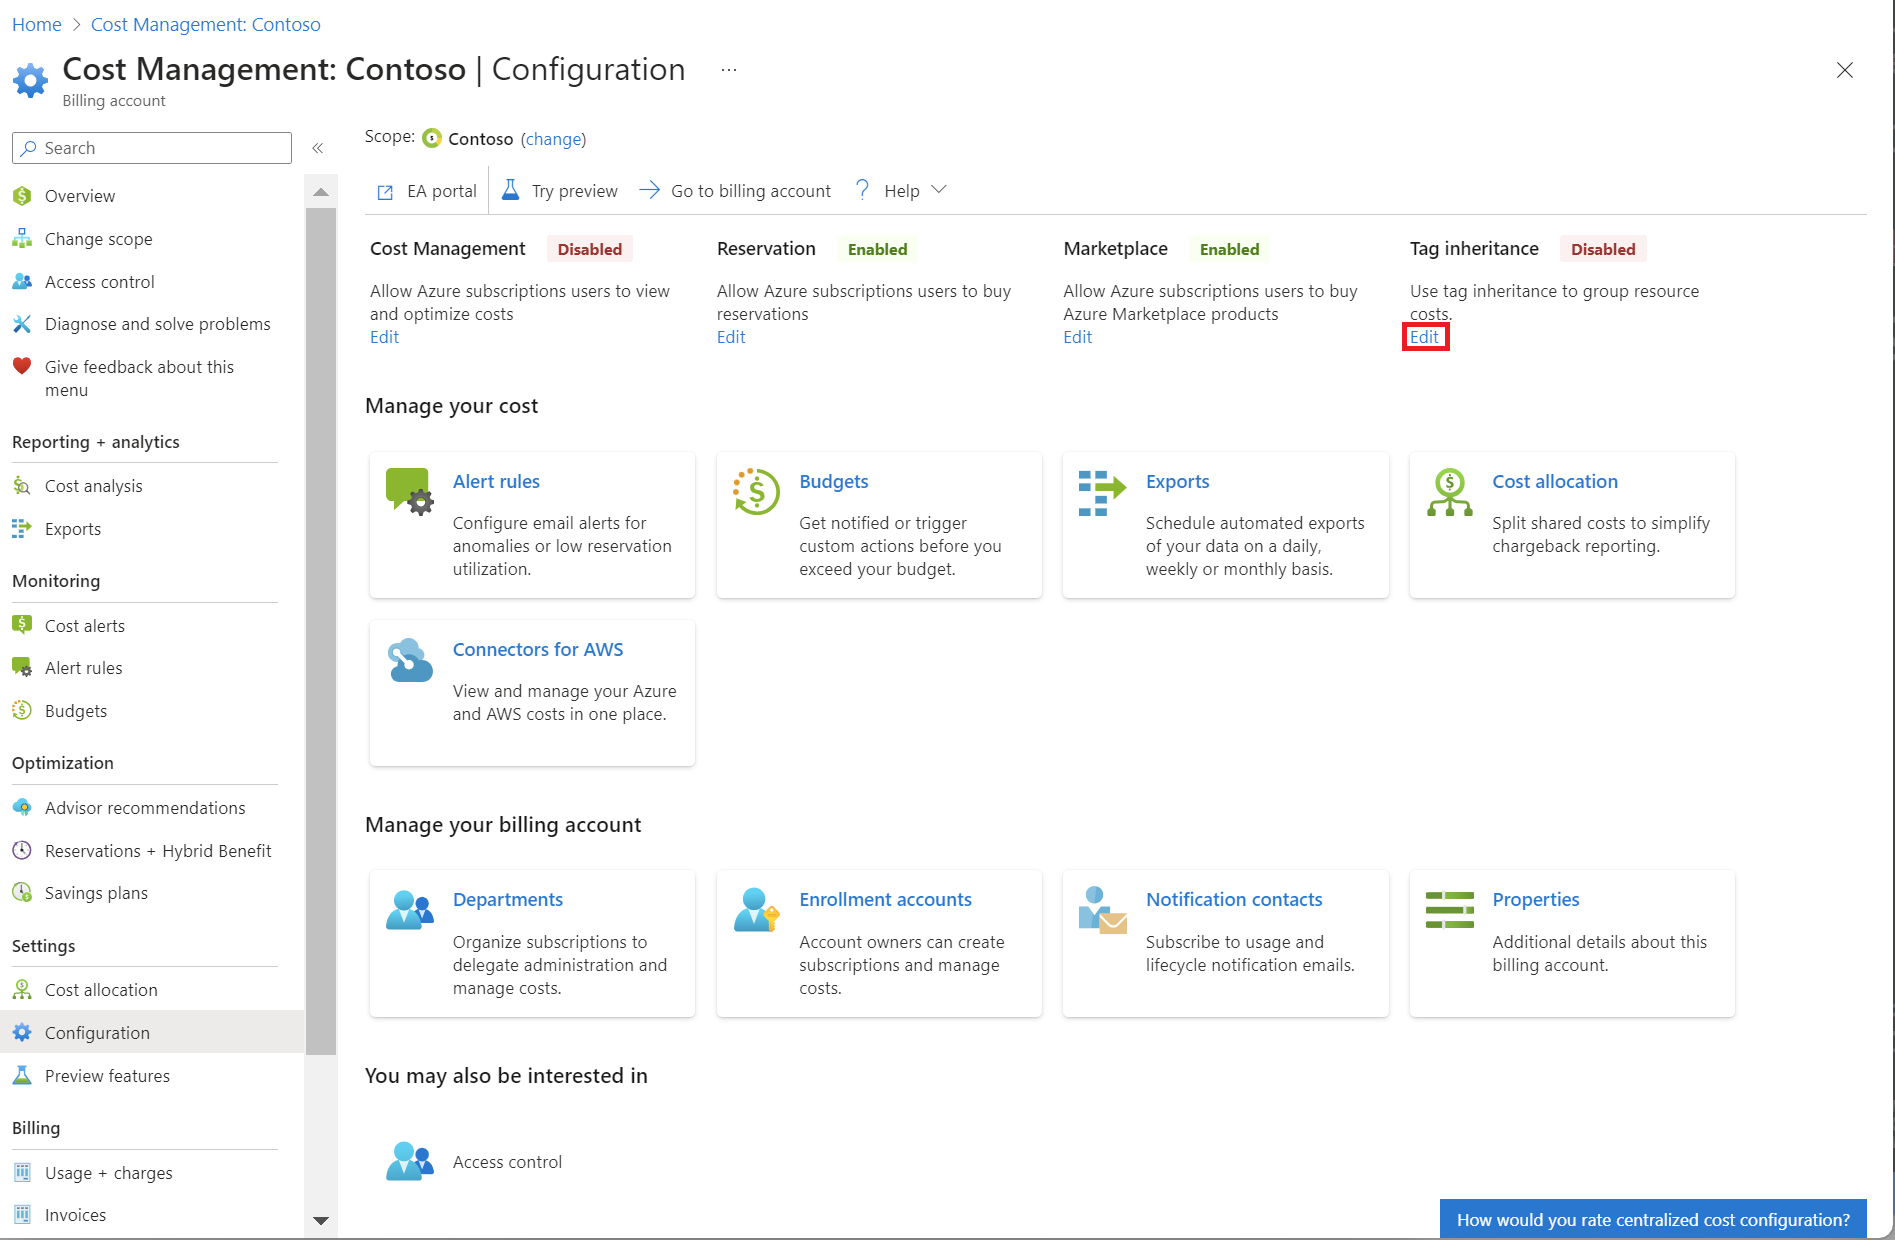 Home > Cost Management: Contoso
Cost Management: Contoso | Configuration ...
Billing account
Search «
Overview
Change scope
Access control
Diagnose and solve problems
Give feedback about this
menu
Reporting + analytics
Cost analysis
Exports
Monitoring
Cost alerts
Alert rules
Budgets
Optimization
Advisor recommendations
Reservations + Hybrid Benefit
Savings plans
Settings
Cost allocation
Configuration
Preview features
Billing
Usage + charges
Invoices
Scope: Contoso (change)
EA portal Try preview Go to billing account ? Help
Cost Management Disabled
Allow Azure subscriptions users to view
and optimize costs
Edit
Reservation Enabled
Allow Azure subscriptions users to buy
reservations
Edit
Marketplace Enabled
Allow Azure subscriptions users to buy
Azure Marketplace products
Edit
Tag inheritance Disabled
Use tag inheritance to group resource
costs.
Edit
Manage your cost
Alert rules
Configure email alerts for
anomalies or low reservation
utilization.
Budgets
Get notified or trigger
custom actions before you
exceed your budget.
Exports
Schedule automated exports
of your data on a daily,
weekly or monthly basis.
Cost allocation
Split shared costs to simplify
chargeback reporting.
Connectors for AWS
View and manage your Azure
and AWS costs in one place.
Manage your billing account
Departments
Organize subscriptions to
delegate administration and
manage costs.
Enrollment accounts
Account owners can create
subscriptions and manage
costs.
Notification contacts
Subscribe to usage and
lifecycle notification emails.
Properties
Additional details about this
billing account.
You may also be interested in
Access control
How would you rate centralized cost configuration?